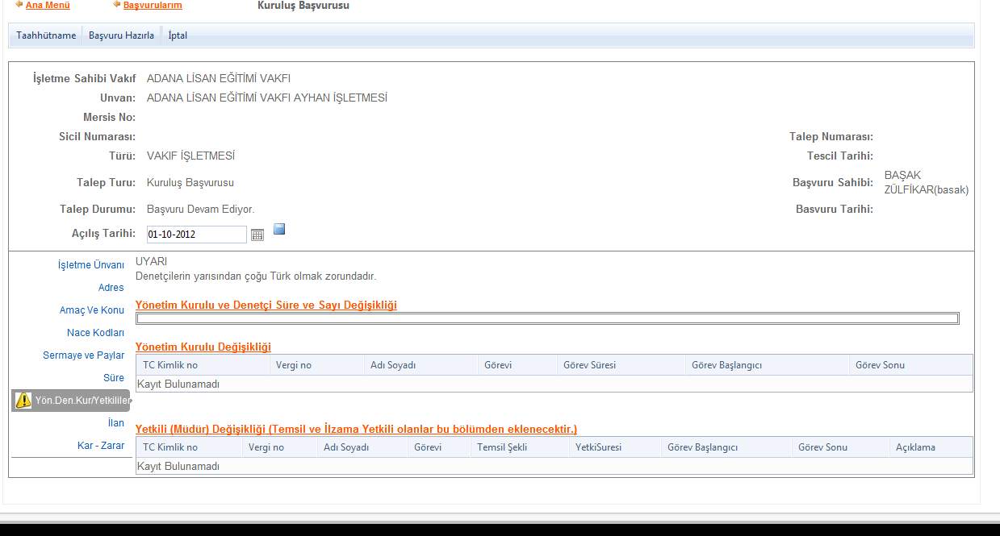 Ana Menü Başvurularım Kuruluş Başvurusu
Taahhütname Başvuru Hazırla İptal
İşletme Sahibi Vakıf ADANA LİSAN EĞİTİMİ VAKFI
Unvan: ADANA LİSAN EĞİTİMİ VAKFI AYHAN İŞLETMESİ
Mersis No:
Sicil Numarası: Talep Numarası:
Türü: VAKIF İŞLETMESİ Tescil Tarihi:
Talep Turu: Kuruluş Başvurusu Başvuru Sahibi: BAŞAK
ZÜLFİKAR(basak)
Talep Durumu: Başvuru Devam Ediyor. Basvuru Tarihi:
Açılış Tarihi: 01-10-2012
İşletme Ünvanı
Adres
Amaç Ve Konu
Nace Kodları
Sermaye ve Paylar
Süre
Yön.Den.Kur/Yetkililer
İlan
Kar - Zarar
UYARI
Denetçilerin yarısından çoğu Türk olmak zorundadır.
Yönetim Kurulu ve Denetçi Süre ve Sayı Değişikliği
Yönetim Kurulu Değişikliği
TC Kimlik no Vergi no Adı Soyadı Görevi Görev Süresi Görev Başlangıcı Görev Sonu
Kayıt Bulunamadı
Yetkili (Müdür) Değişikliği (Temsil ve İlzama Yetkili olanlar bu bölümden eklenecektir.)
TC Kimlik no Vergi no Adı Soyadı Görevi Temsil Şekli YetkiSuresi Görev Başlangıcı Görev Sonu Açıklama
Kayıt Bulunamadı